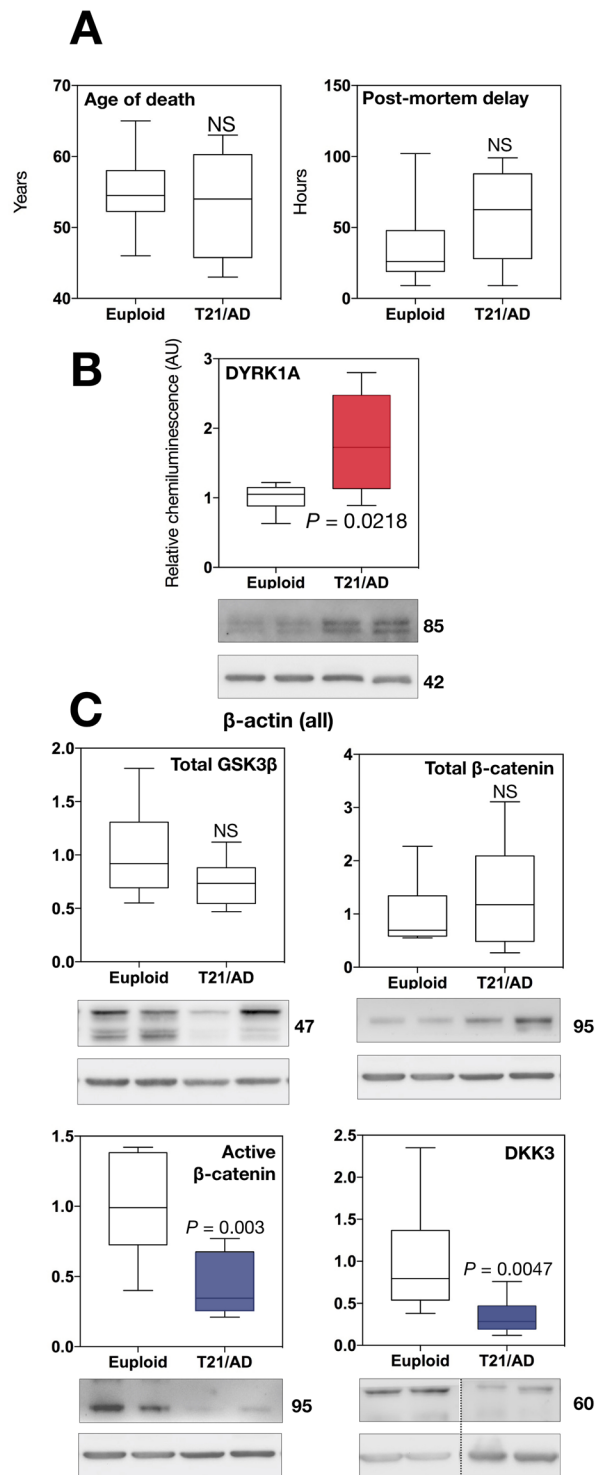 A
Age of death
NS
Years
70
60
50
40
Euploid T21/AD
Post-mortem delay
NS
Hours
150
100
50
0
Euploid T21/AD
B
DYRK1A
Relative chemiluminescence (AU)
3
2
1
0
P = 0.0218
Euploid T21/AD
85
42
β-actin (all)
C
Total GSK3β
NS
2.0
1.5
1.0
0.5
0.0
Euploid T21/AD
47
Total β-catenin
NS
4
3
2
1
0
Euploid T21/AD
95
Active
β-catenin
P = 0.003
1.5
1.0
0.5
0.0
Euploid T21/AD
95
DKK3
P = 0.0047
2.5
2.0
1.5
1.0
0.5
0.0
Euploid T21/AD
60